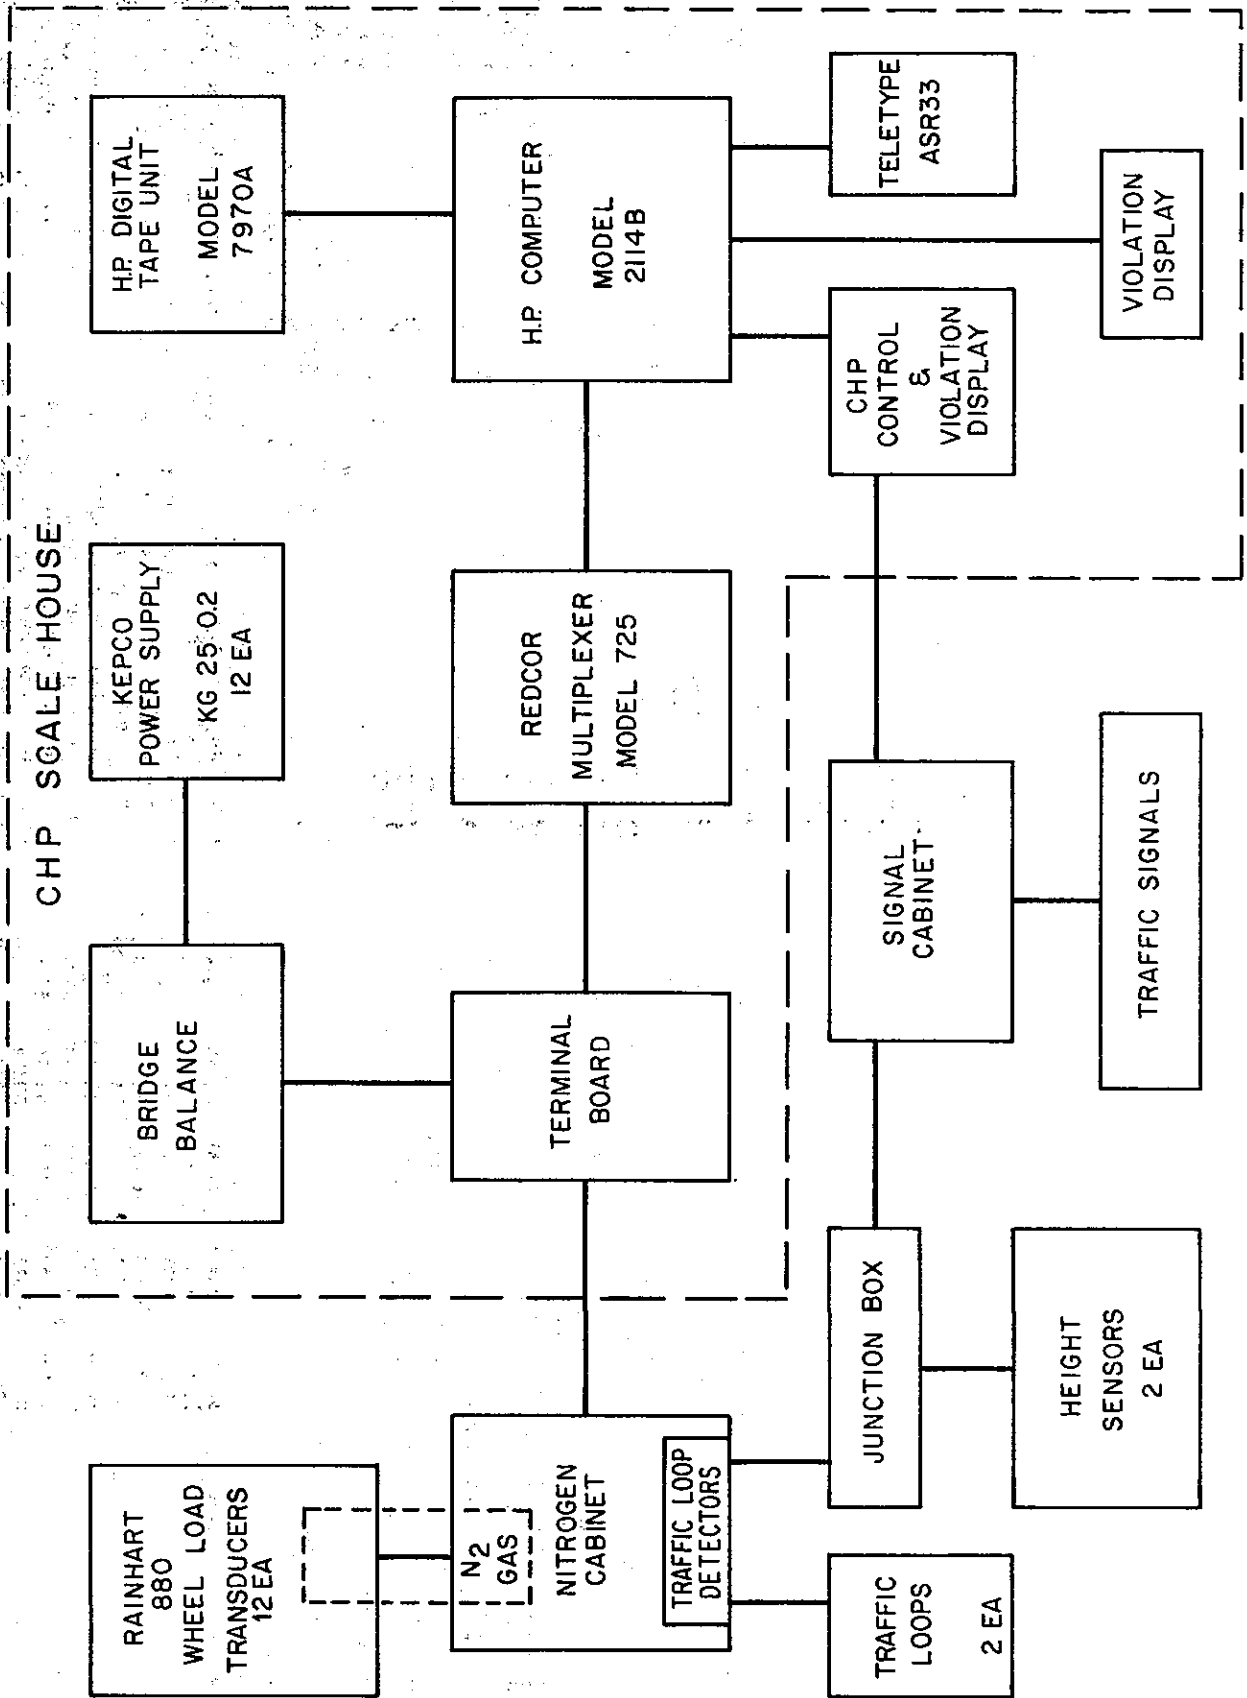 CHP SCALE HOUSE
RAINHART
880
WHEEL LOAD
TRANSDUCERS
12 EA
BRIDGE
BALANCE
KEPCO
POWER SUPPLY
KG 25-0.2
12 EA
H.P. DIGITAL
TAPE UNIT
MODEL
7970A
N2
GAS
NITROGEN
CABINET
TRAFFIC LOOP
DETECTORS
TERMINAL
BOARD
REDCOR
MULTIPLEXER
MODEL 725
H.P. COMPUTER
MODEL
2114B
TRAFFIC
LOOPS
2 EA
JUNCTION BOX
SIGNAL
CABINET
CHP
CONTROL
&
VIOLATION
DISPLAY
TELETYPE
ASR33
HEIGHT
SENSORS
2 EA
TRAFFIC SIGNALS
VIOLATION
DISPLAY